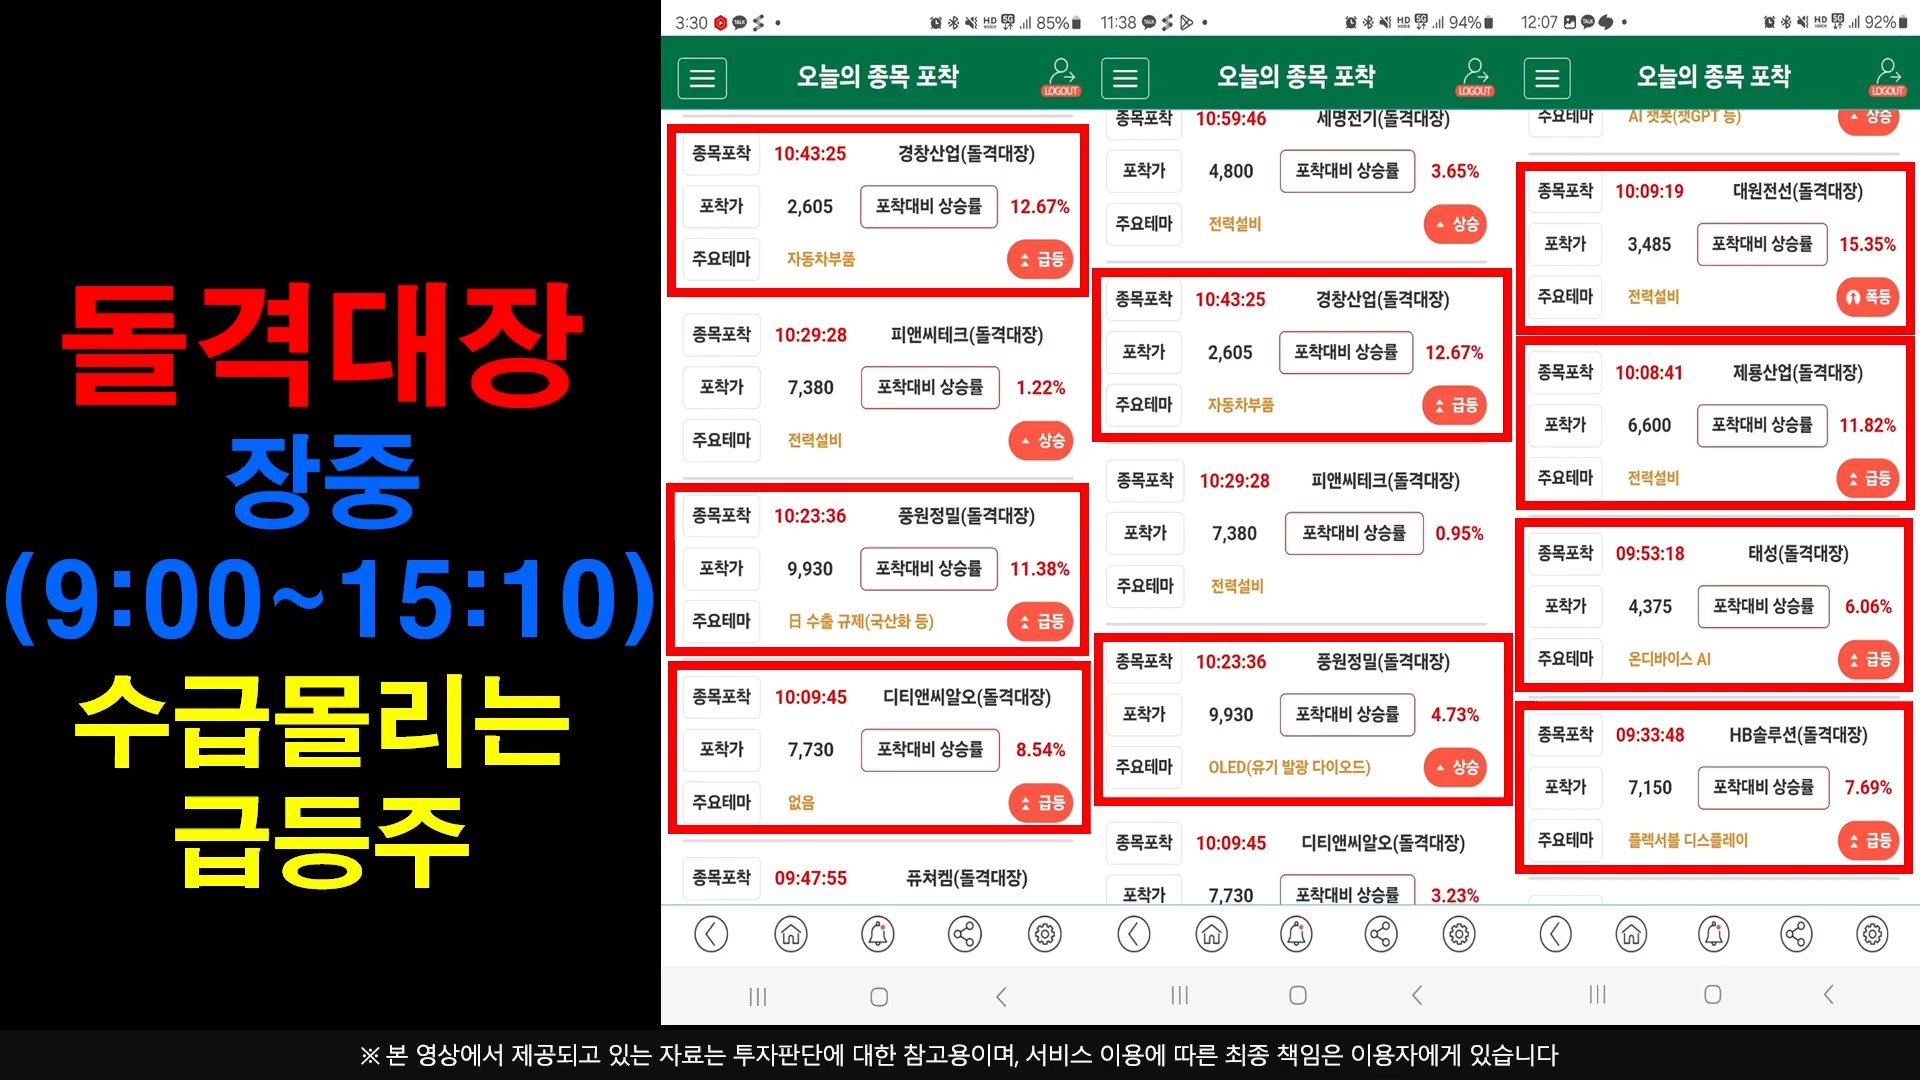 돌격대장
장중
(9:00~15:10)
수급몰리는
급등주
3:30 TALK HD VOICE 5G 85%
오늘의 종목 포착 LOGOUT
종목포착 10:43:25 경창산업(돌격대장)
포착가 2,605 포착대비 상승률 12.67%
주요테마 자동차부품 급등
종목포착 10:29:28 피앤씨테크(돌격대장)
포착가 7,380 포착대비 상승률 1.22%
주요테마 전력설비 상승
종목포착 10:23:36 풍원정밀(돌격대장)
포착가 9,930 포착대비 상승률 11.38%
주요테마 日 수출 규제(국산화 등) 급등
종목포착 10:09:45 디티앤씨알오(돌격대장)
포착가 7,730 포착대비 상승률 8.54%
주요테마 없음 급등
종목포착 09:47:55 퓨쳐켐(돌격대장)
11:38 TALK HD VOICE 5G 94%
오늘의 종목 포착 LOGOUT
종목포착 10:59:46 세명전기(돌격대장)
포착가 4,800 포착대비 상승률 3.65%
주요테마 전력설비 상승
종목포착 10:43:25 경창산업(돌격대장)
포착가 2,605 포착대비 상승률 12.67%
주요테마 자동차부품 급등
종목포착 10:29:28 피앤씨테크(돌격대장)
포착가 7,380 포착대비 상승률 0.95%
주요테마 전력설비
종목포착 10:23:36 풍원정밀(돌격대장)
포착가 9,930 포착대비 상승률 4.73%
주요테마 OLED(유기 발광 다이오드) 상승
종목포착 10:09:45 디티앤씨알오(돌격대장)
포착가 7,730 포착대비 상승률 3.23%
12:07 TALK HD VOICE 5G 92%
오늘의 종목 포착 LOGOUT
주요테마 AI 챗봇(챗GPT 등) 상승
종목포착 10:09:19 대원전선(돌격대장)
포착가 3,485 포착대비 상승률 15.35%
주요테마 전력설비 폭등
종목포착 10:08:41 제룡산업(돌격대장)
포착가 6,600 포착대비 상승률 11.82%
주요테마 전력설비 급등
종목포착 09:53:18 태성(돌격대장)
포착가 4,375 포착대비 상승률 6.06%
주요테마 온디바이스 AI 급등
종목포착 09:33:48 HB솔루션(돌격대장)
포착가 7,150 포착대비 상승률 7.69%
주요테마 플렉서블 디스플레이 급등
※ 본 영상에서 제공되고 있는 자료는 투자판단에 대한 참고용이며, 서비스 이용에 따른 최종 책임은 이용자에게 있습니다